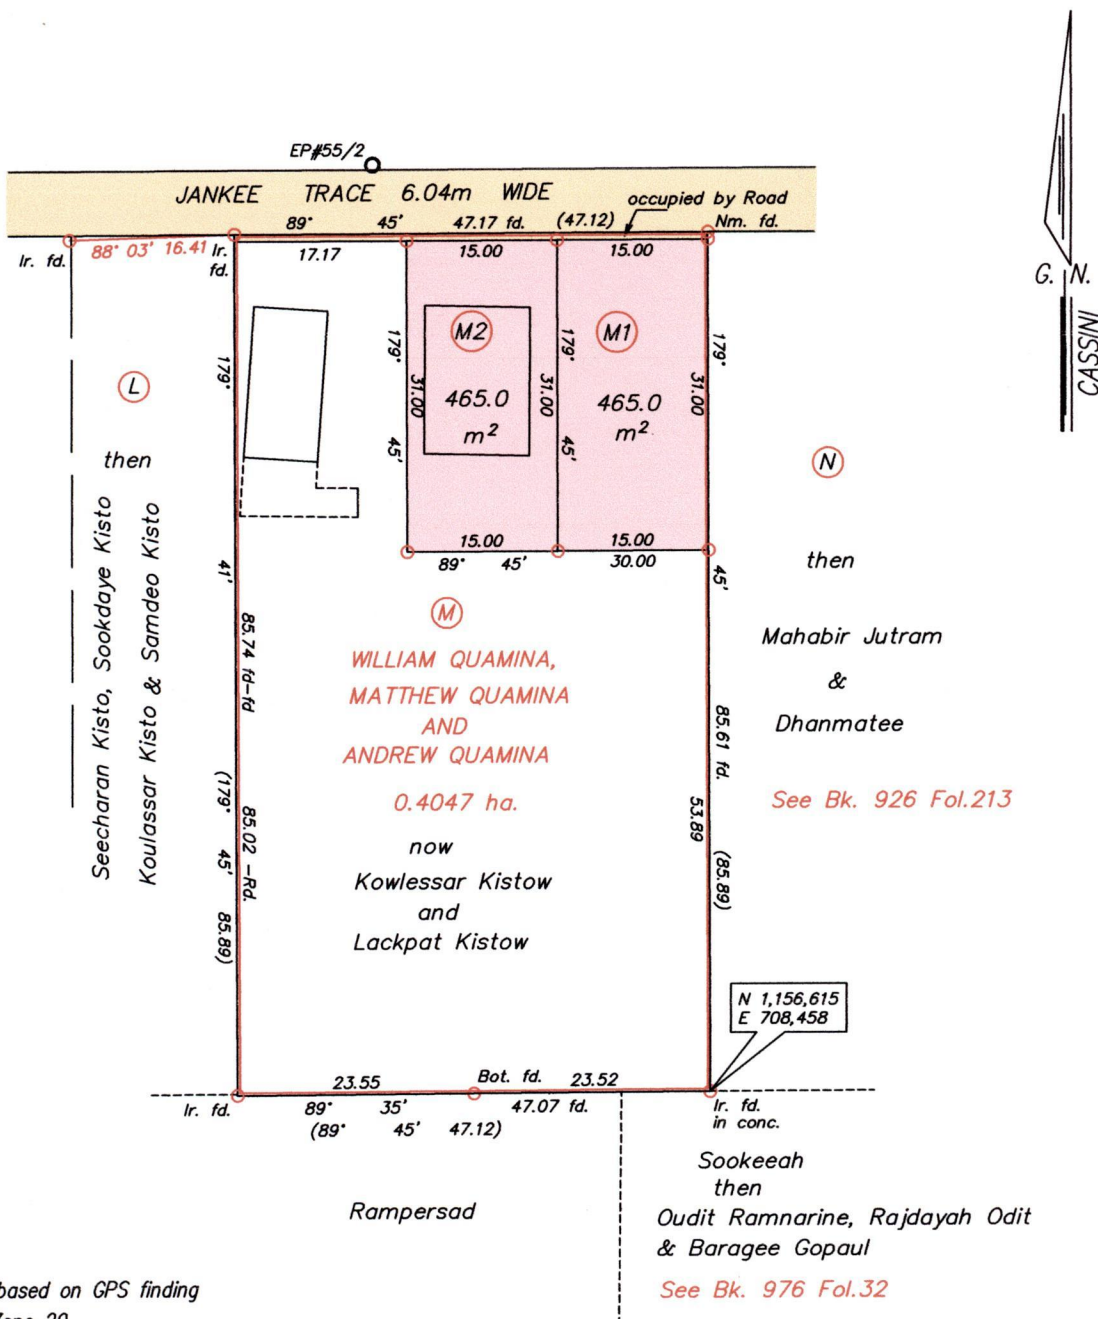 EP#55/2
JANKEE TRACE 6.04m WIDE
occupied by Road
89° 45' 47.17 fd. (47.12)
Nm. fd.
Ir. fd.
88° 03' 16.41
Ir. fd.
17.17
15.00
15.00
G. N.
CASSINI
M2
M1
465.0
m²
465.0
m²
179° 45'
31.00
179° 45'
31.00
179° 45'
31.00
L
then
Seecharan Kisto, Sookdaye Kisto
Koulassar Kisto & Samdeo Kisto
179° 41'
85.74 fd-fd
85.02 -Rd.
(179° 45' 85.89)
15.00
15.00
89° 45' 30.00
M
WILLIAM QUAMINA,
MATTHEW QUAMINA
AND
ANDREW QUAMINA
0.4047 ha.
now
Kowlessar Kistow
and
Lackpat Kistow
N
then
Mahabir Jutram
&
Dhanmatee
See Bk. 926 Fol.213
85.61 fd.
53.89
(85.89)
N 1,156,615
E 708,458
23.55
Bot. fd.
23.52
Ir. fd.
89° 35' 47.07 fd.
(89° 45' 47.12)
Ir. fd.
in conc.
Rampersad
Sookeeah
then
Oudit Ramnarine, Rajdayah Odit
& Baragee Gopaul
See Bk. 976 Fol.32
based on GPS finding